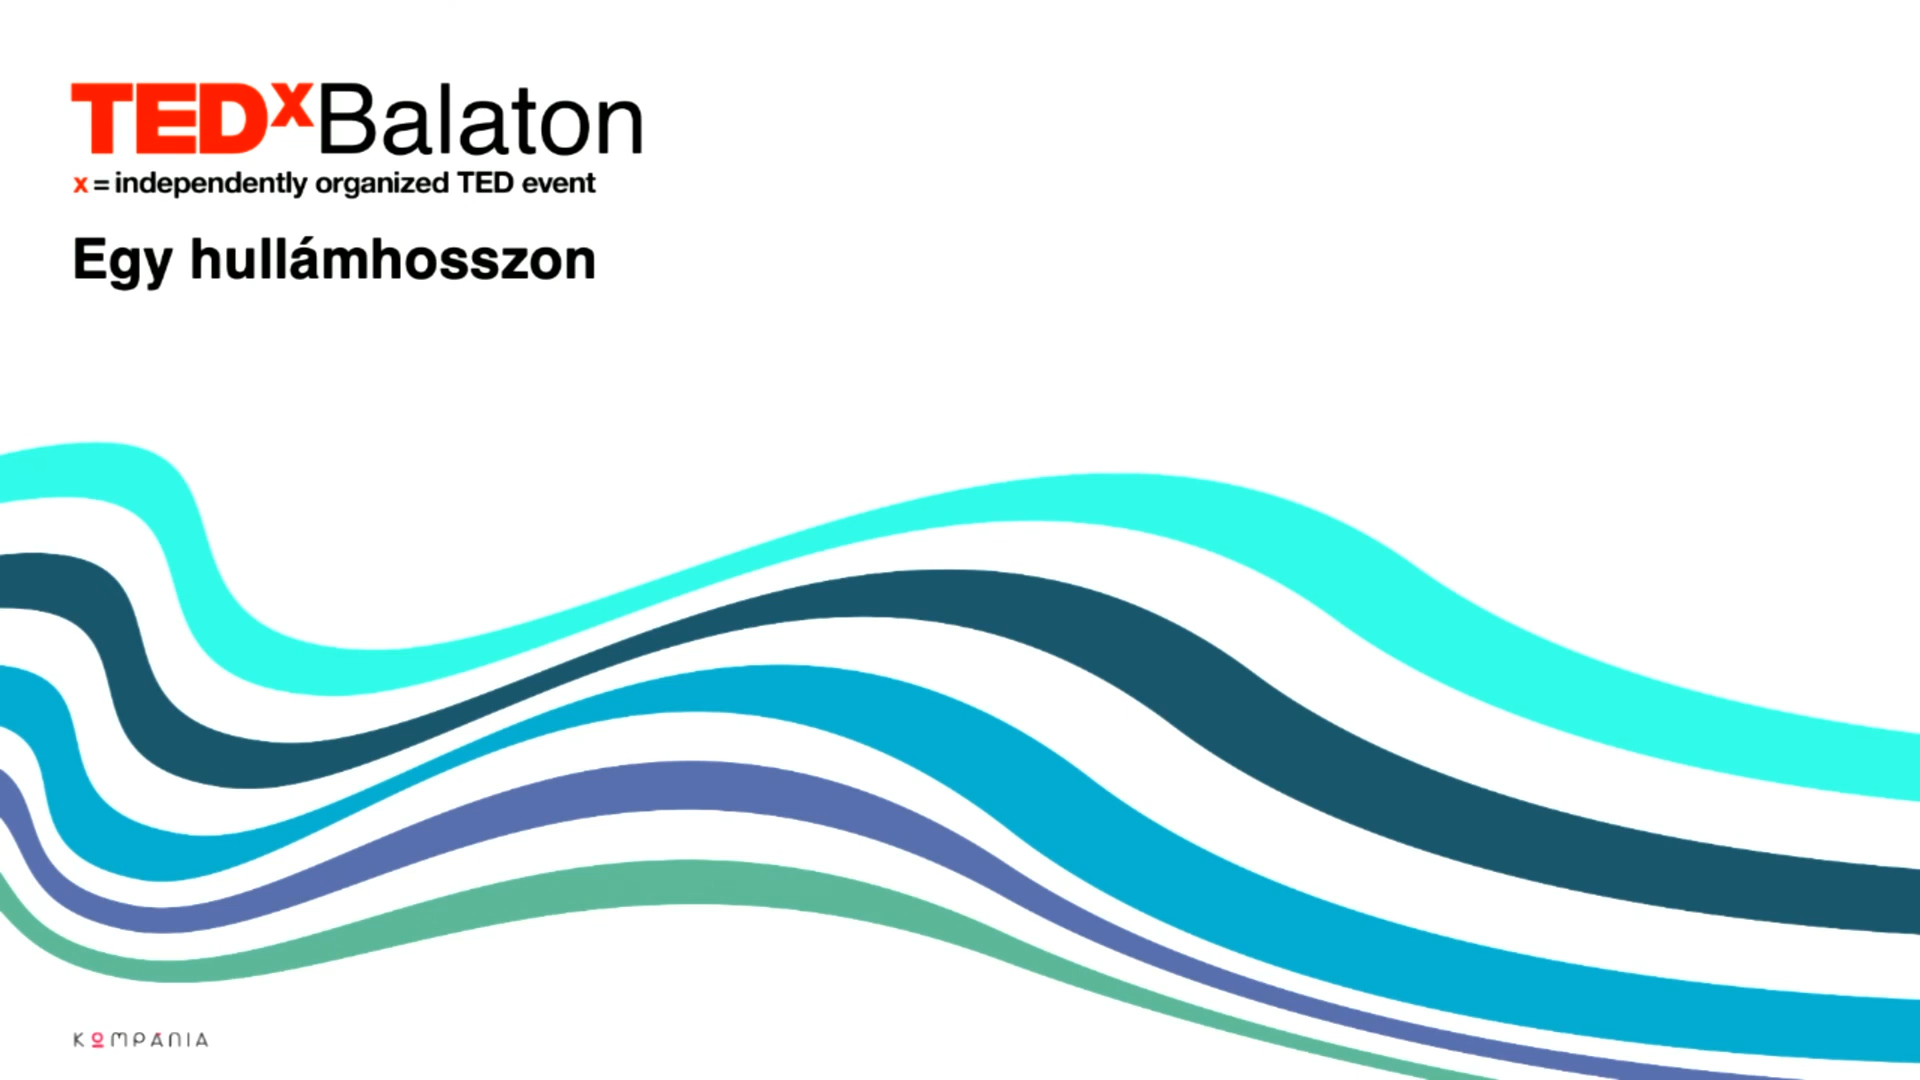 TEDxBalaton
x = independently organized TED event
Egy hullámhosszon
KOMPÁNIA